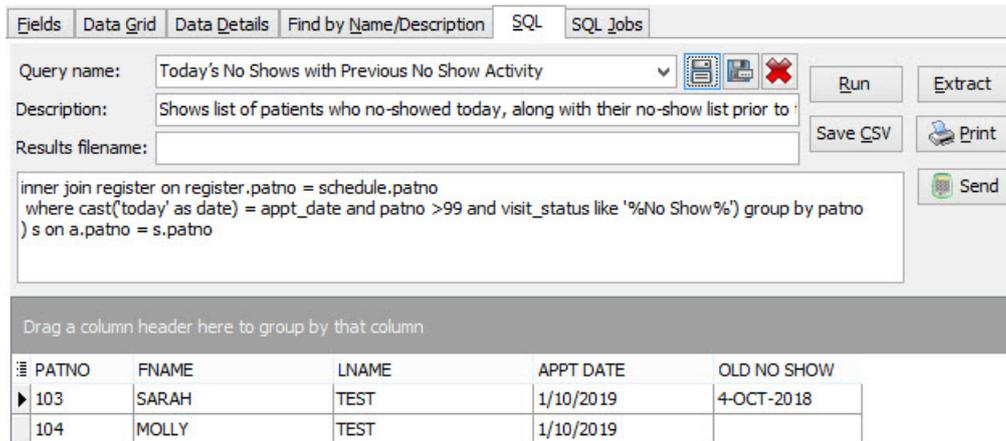 Fields Data Grid Data Details Find by Name/Description SQL SQL Jobs
Query name: Today's No Shows with Previous No Show Activity
Run Extract
Description: Shows list of patients who no-showed today, along with their no-show list prior to
Save CSV Print
Results filename:
Send
inner join register on register.patno = schedule.patno
where cast('today' as date) = appt_date and patno >99 and visit_status like '%No Show%') group by patno
) s on a.patno = s.patno
Drag a column header here to group by that column
PATNO FNAME LNAME APPT DATE OLD NO SHOW
103 SARAH TEST 1/10/2019 4-OCT-2018
104 MOLLY TEST 1/10/2019